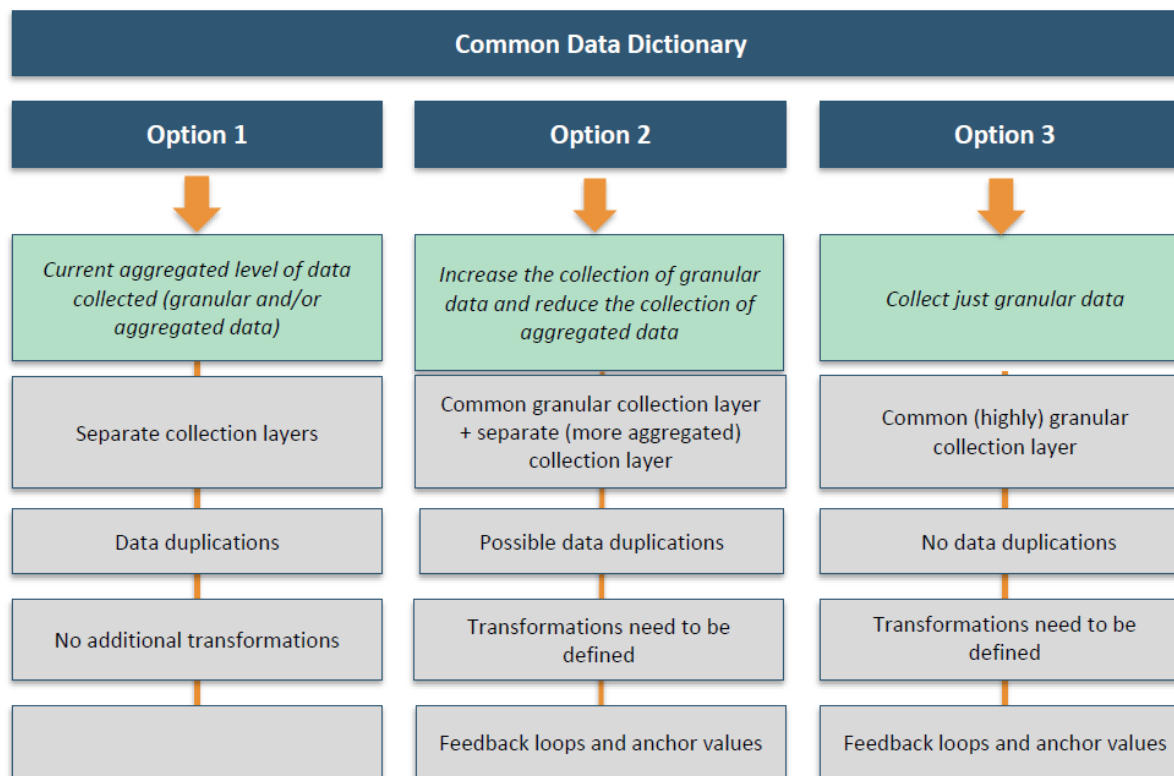 Common Data Dictionary
Option 1
Option 2
Option 3
Current aggregated level of data
collected (granular and/or
aggregated data)
Increase the collection of granular
data and reduce the collection of
aggregated data
Collect just granular data
Separate collection layers
Common granular collection layer
+ separate (more aggregated)
collection layer
Common (highly) granular
collection layer
Data duplications
Possible data duplications
No data duplications
No additional transformations
Transformations need to be
defined
Transformations need to be
defined
Feedback loops and anchor values
Feedback loops and anchor values